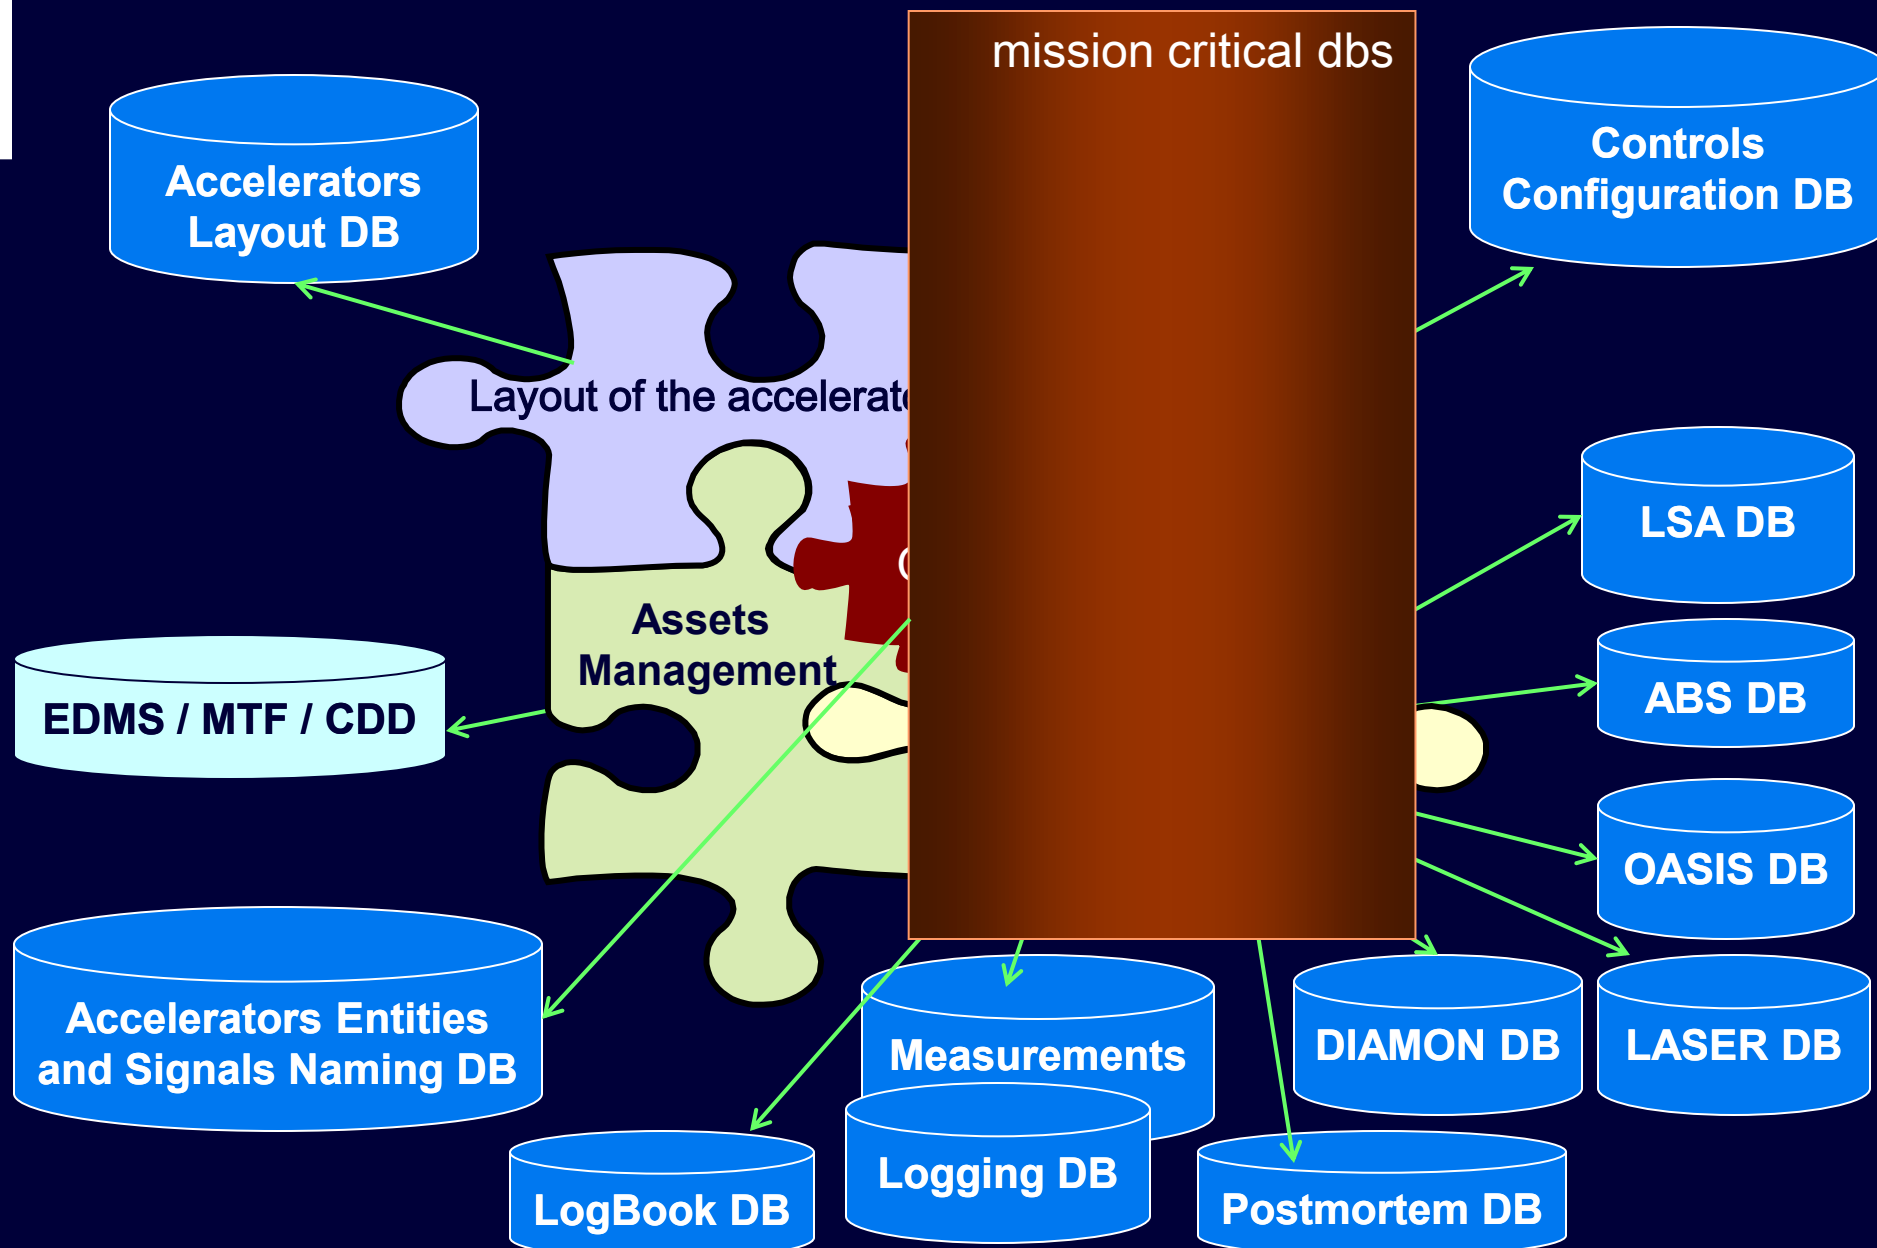 mission critical dbs
Accelerators
Layout DB
Controls
Configuration DB
Layout of the
LSA DB
Assets
Management
EDMS / MTF / CDD
ABS DB
OASIS DB
Accelerators Entities
and Signals Naming DB
Measurements
DIAMON DB
LASER DB
Logging DB
LogBook DB
Postmortem DB